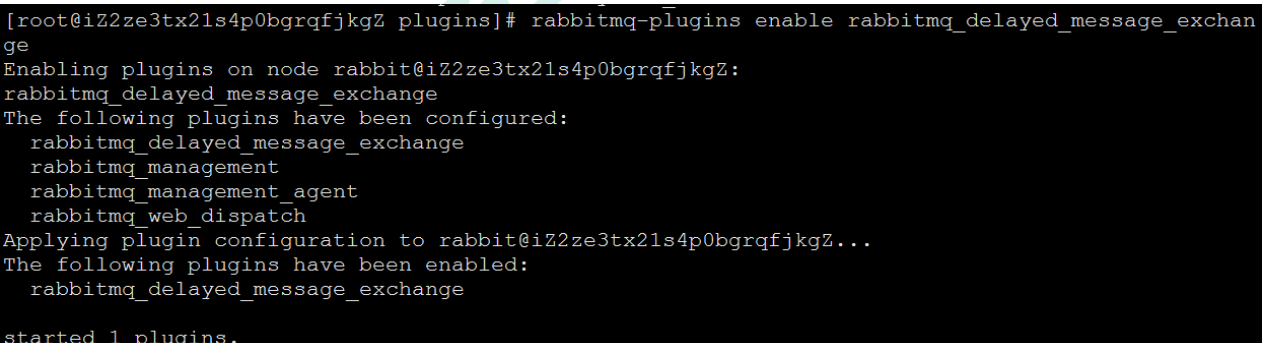 [root@iZ2ze3tx21s4p0bgrqfjkgZ plugins]# rabbitmq-plugins enable rabbitmq_delayed_message_exchan
ge
Enabling plugins on node rabbit@iZ2ze3tx21s4p0bgrqfjkgZ:
rabbitmq_delayed_message_exchange
The following plugins have been configured:
  rabbitmq_delayed_message_exchange
  rabbitmq_management
  rabbitmq_management_agent
  rabbitmq_web_dispatch
Applying plugin configuration to rabbit@iZ2ze3tx21s4p0bgrqfjkgZ...
The following plugins have been enabled:
  rabbitmq_delayed_message_exchange
started 1 plugins.